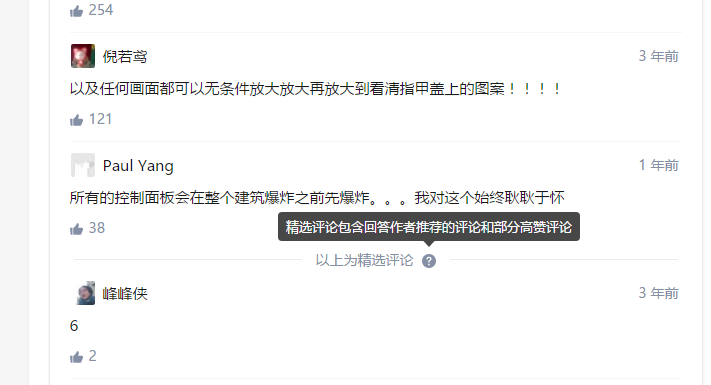 254
倪若鸢
3 年前
以及任何画面都可以无条件放大放大再放大到看清指甲盖上的图案！！！！
121
Paul Yang
1 年前
所有的控制面板会在整个建筑爆炸之前先爆炸。。。我对这个始终耿耿于怀
38
精选评论包含回答作者推荐的评论和部分高赞评论
以上为精选评论 ?
峰峰侠
3 年前
6
2